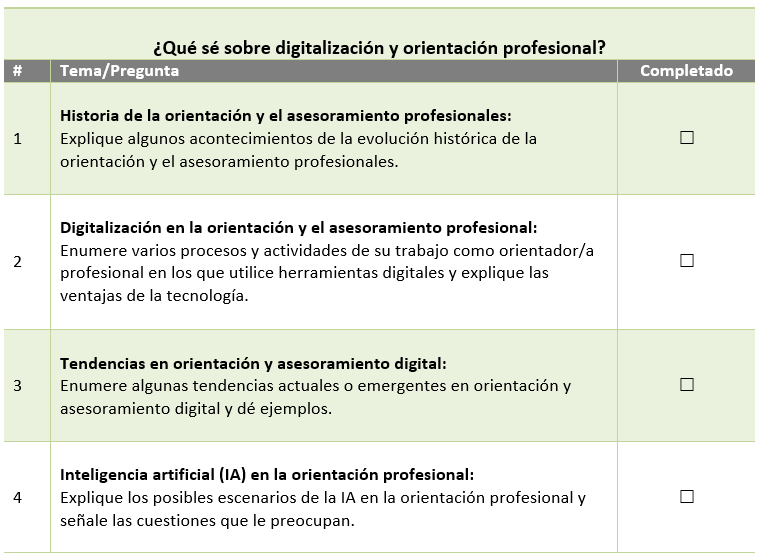 ¿Qué sé sobre digitalización y orientación profesional?
# Tema/Pregunta Completado
Historia de la orientación y el asesoramiento profesionales:
1 Explique algunos acontecimientos de la evolución histórica de la ☐
orientación y el asesoramiento profesionales.
Digitalización en la orientación y el asesoramiento profesional:
Enumere varios procesos y actividades de su trabajo como orientador/a
2 ☐
profesional en los que utilice herramientas digitales y explique las
ventajas de la tecnología.
Tendencias en orientación y asesoramiento digital:
3 Enumere algunas tendencias actuales o emergentes en orientación y ☐
asesoramiento digital y dé ejemplos.
Inteligencia artificial (IA) en la orientación profesional:
4 Explique los posibles escenarios de la IA en la orientación profesional y ☐
señale las cuestiones que le preocupan.